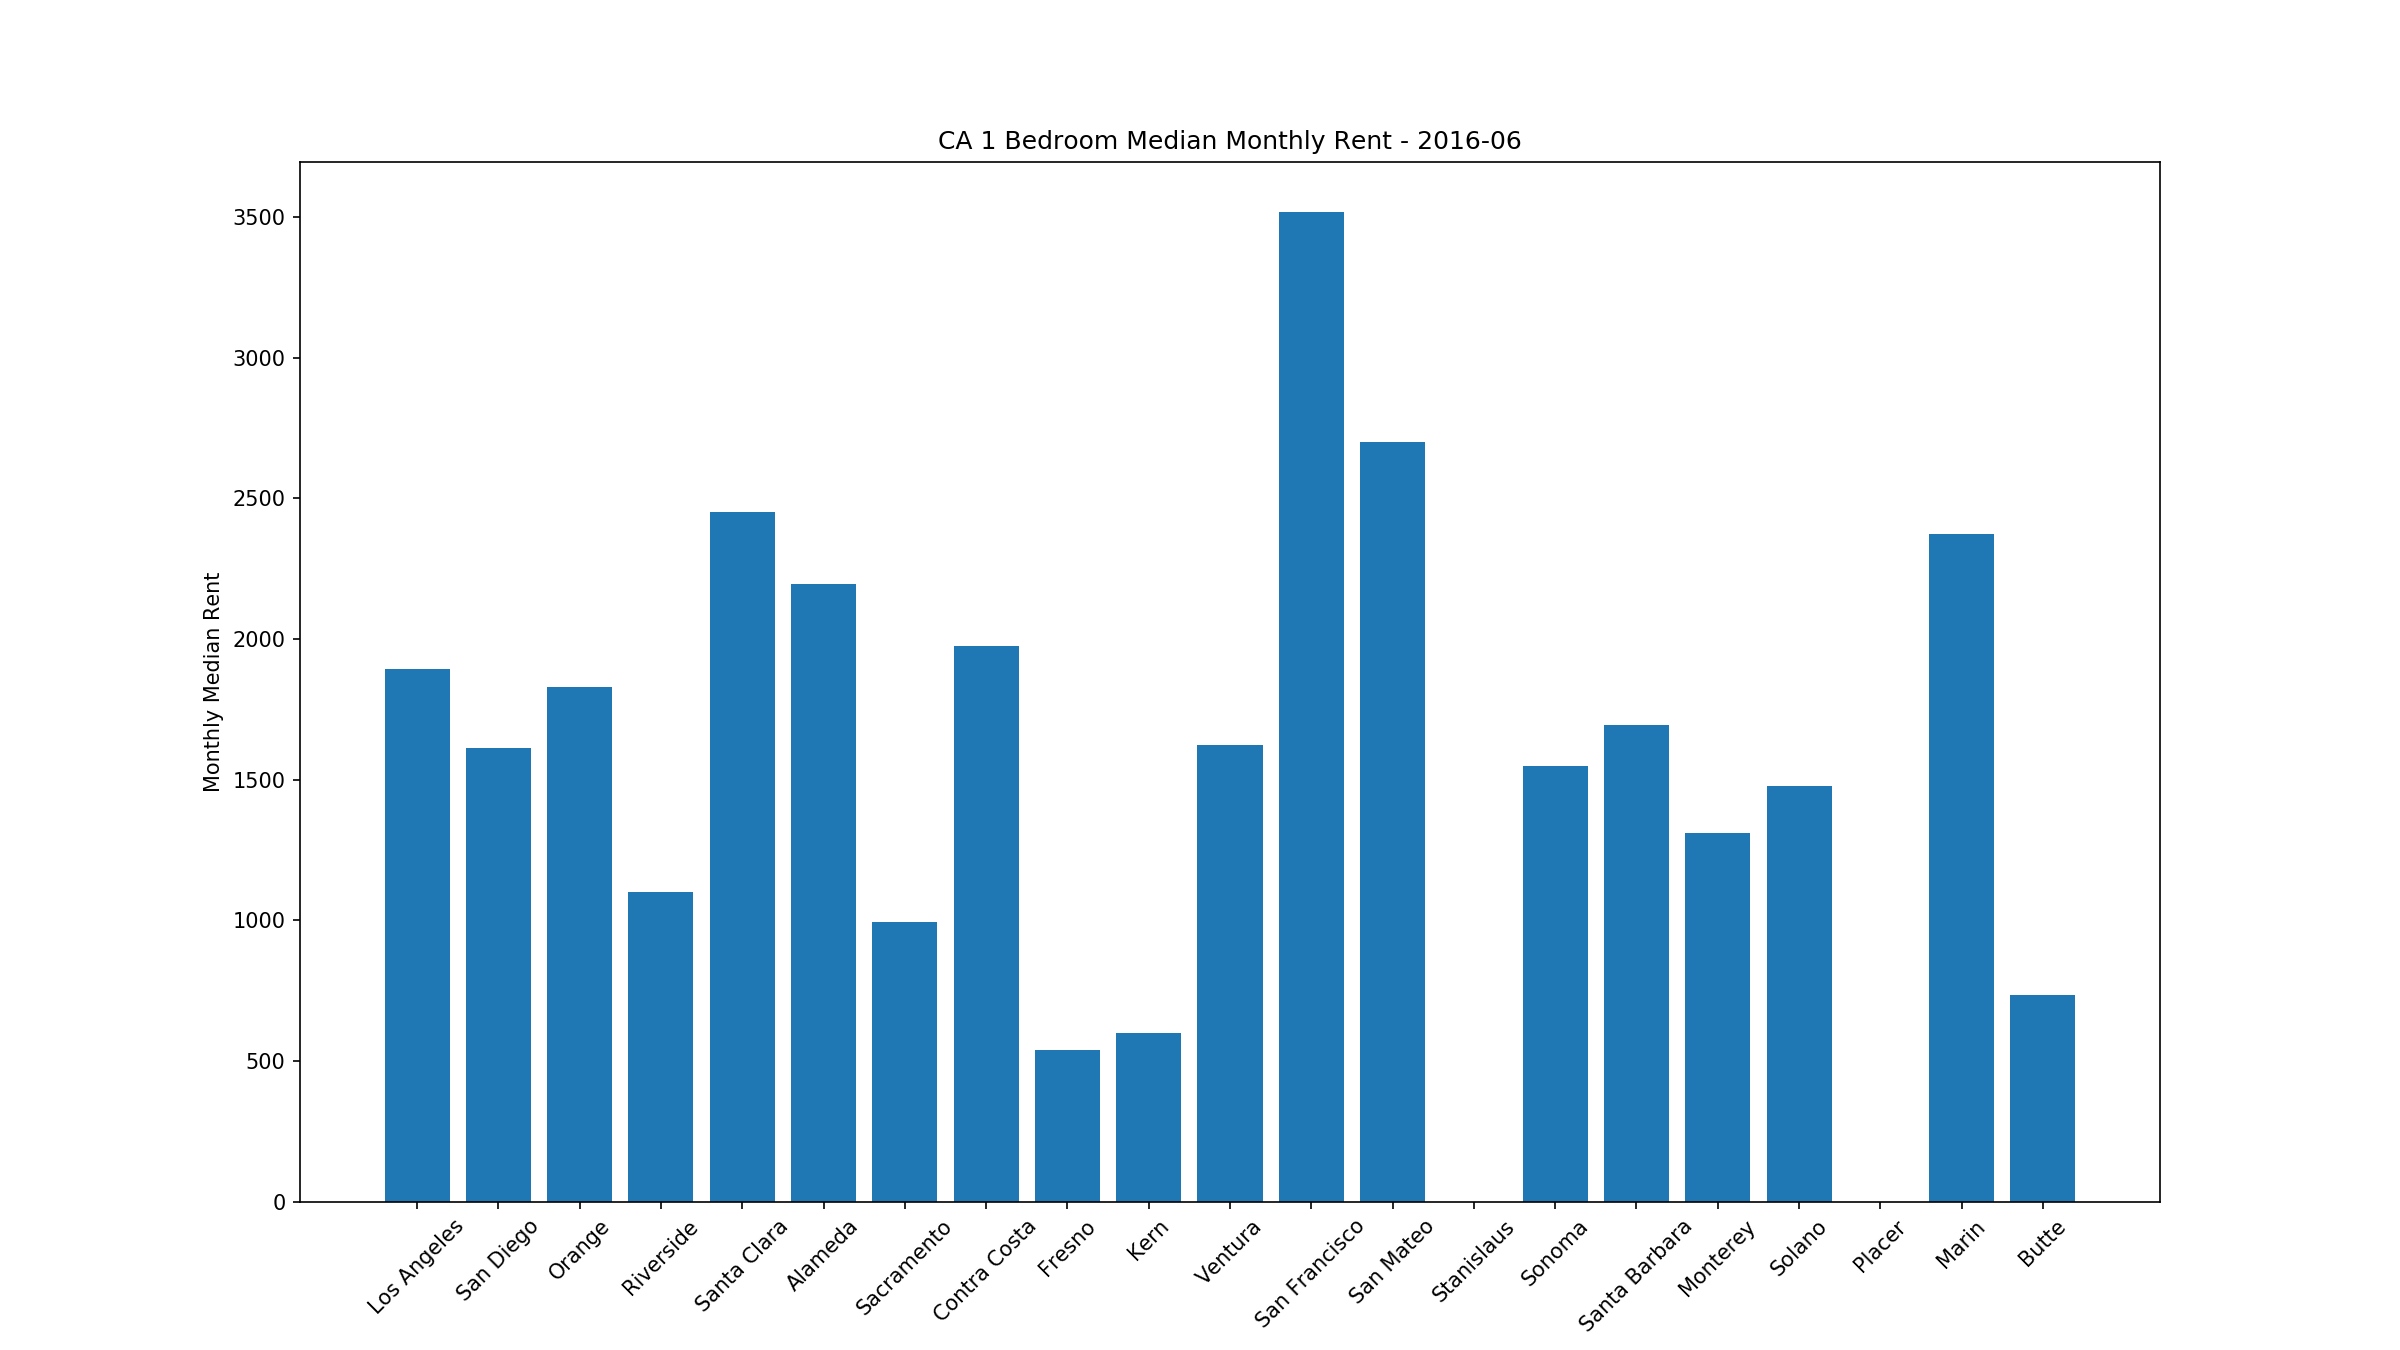 CA 1 Bedroom Median Monthly Rent - 2016-06
Monthly Median Rent
3500
3000
2500
2000
1500
1000
500
0
Los Angeles
San Diego
Orange
Riverside
Santa Clara
Alameda
Sacramento
Contra Costa
Fresno
Kern
Ventura
San Francisco
San Mateo
Stanislaus
Sonoma
Santa Barbara
Monterey
Solano
Placer
Marin
Butte